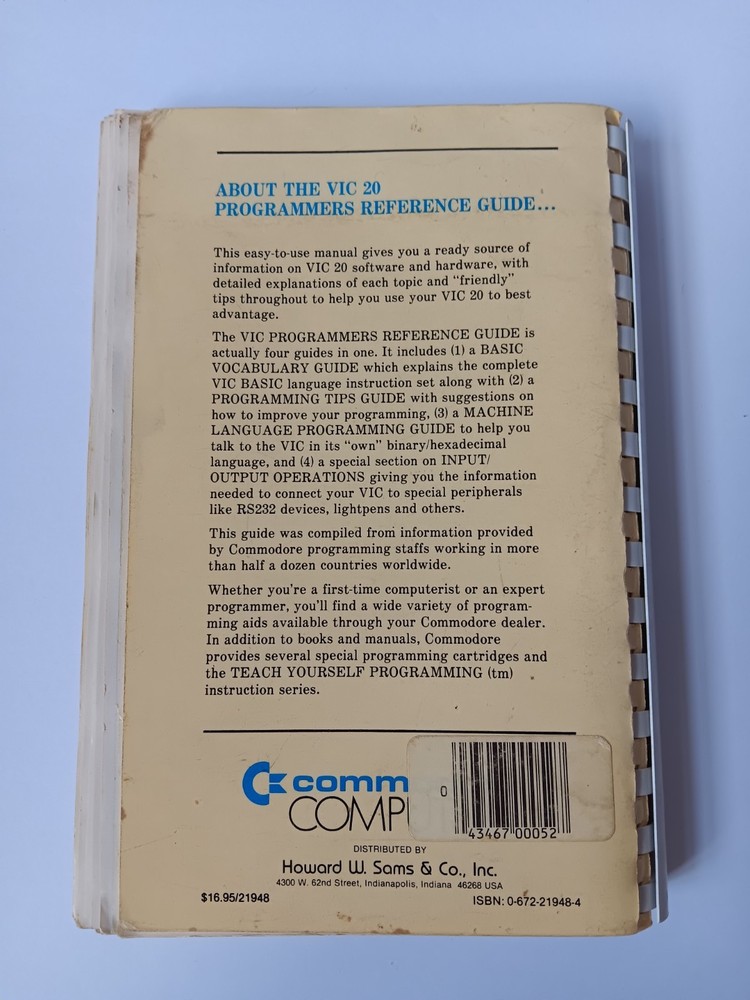 ABOUT THE VIC 20
PROGRAMMERS REFERENCE GUIDE...
This easy-to-use manual gives you a ready source of
information on VIC 20 software and hardware, with
detailed explanations of each topic and “friendly”
tips throughout to help you use your VIC 20 to best
advantage.
The VIC PROGRAMMERS REFERENCE GUIDE is
actually four guides in one. It includes (1) a BASIC
VOCABULARY GUIDE which explains the complete
VIC BASIC language instruction set along with (2) a
PROGRAMMING TIPS GUIDE with suggestions on
how to improve your programming, (3) a MACHINE
LANGUAGE PROGRAMMING GUIDE to help you
talk to the VIC in its “own” binary/hexadecimal
language, and (4) a special section on INPUT/
OUTPUT OPERATIONS giving you the information
needed to connect your VIC to special peripherals
like RS232 devices, lightpens and others.
This guide was compiled from information provided
by Commodore programming staffs working in more
than half a dozen countries worldwide.
Whether you're a first-time computerist or an expert
programmer, you'll find a wide variety of program-
ming aids available through your Commodore dealer.
In addition to books and manuals, Commodore
provides several special programming cartridges and
the TEACH YOURSELF PROGRAMMING (tm)
instruction series.
comm
COMP
0
43467 00052
DISTRIBUTED BY
Howard W. Sams & Co., Inc.
4300 W. 62nd Street, Indianapolis, Indiana 46268 USA
$16.95/21948
ISBN: 0-672-21948-4